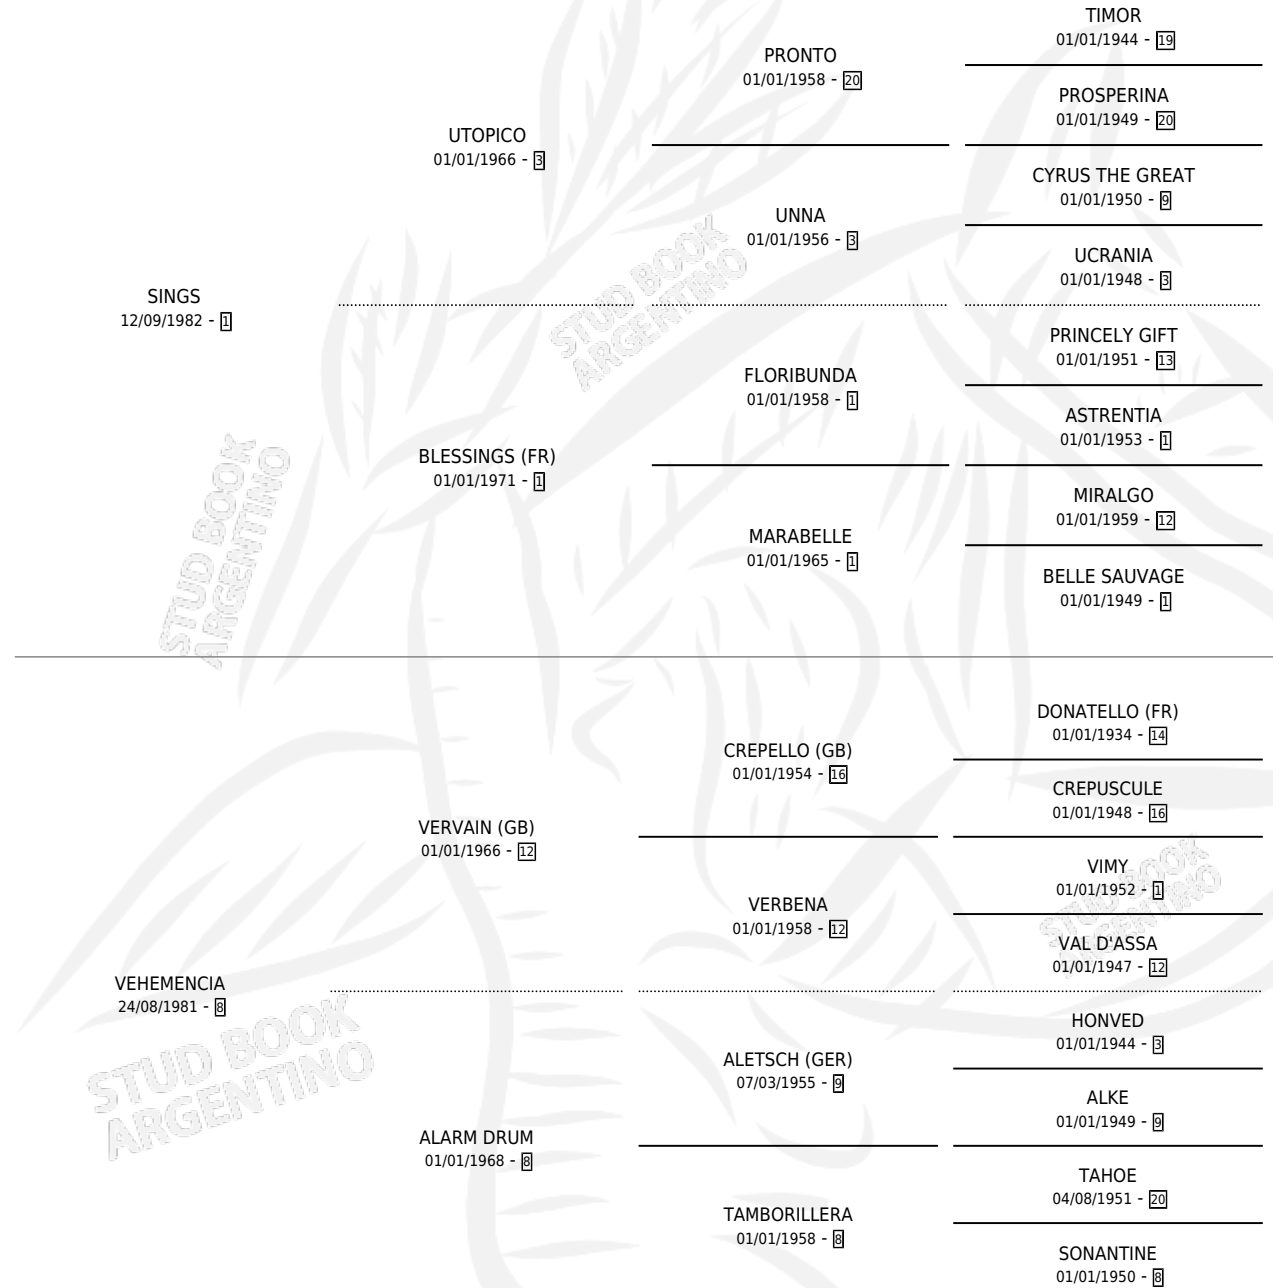 TIMOR
01/01/1944 - 19
PRONTO
01/01/1958 - 20
PROSPERINA
01/01/1949 - 20
UTOPICO
01/01/1966 - 3
CYRUS THE GREAT
01/01/1950 - 9
UNNA
01/01/1956 - 3
UCRANIA
01/01/1948 - 3
SINGS
12/09/1982 - 1
PRINCELY GIFT
01/01/1951 - 13
FLORIBUNDA
01/01/1958 - 1
ASTRENTIA
01/01/1953 - 1
BLESSINGS (FR)
01/01/1971 - 1
MIRALGO
01/01/1959 - 12
MARABELLE
01/01/1965 - 1
BELLE SAUVAGE
01/01/1949 - 1
STUD BOOK
ARGENTINO
STUD BOOK
ARGENTINO
DONATELLO (FR)
01/01/1934 - 14
CREPELLO (GB)
01/01/1954 - 16
CREPUSCULE
01/01/1948 - 16
VERVAIN (GB)
01/01/1966 - 12
VIMY
01/01/1952 - 1
VERBENA
01/01/1958 - 12
VAL D'ASSA
01/01/1947 - 12
STUD BOOK
ARGENTINO
VEHEMENCIA
24/08/1981 - 8
HONVED
01/01/1944 - 3
ALETSCH (GER)
07/03/1955 - 9
ALKE
01/01/1949 - 9
STUD BOOK
ARGENTINO
ALARM DRUM
01/01/1968 - 8
TAHOE
04/08/1951 - 20
TAMBORILLERA
01/01/1958 - 8
SONANTINE
01/01/1950 - 8